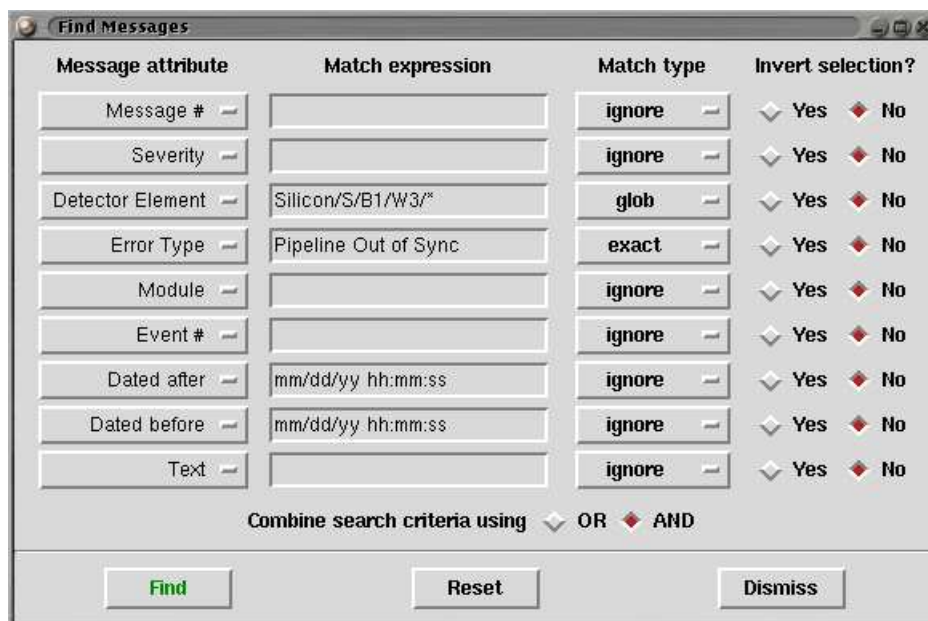 Find Messages
Message attribute Match expression Match type Invert selection?
Message # ignore Yes No
Severity ignore Yes No
Detector Element Silicon/S/B1/W3/* glob Yes No
Error Type Pipeline Out of Sync exact Yes No
Module ignore Yes No
Event # ignore Yes No
Dated after mm/dd/yy hh:mm:ss ignore Yes No
Dated before mm/dd/yy hh:mm:ss ignore Yes No
Text ignore Yes No
Combine search criteria using OR AND
Find Reset Dismiss